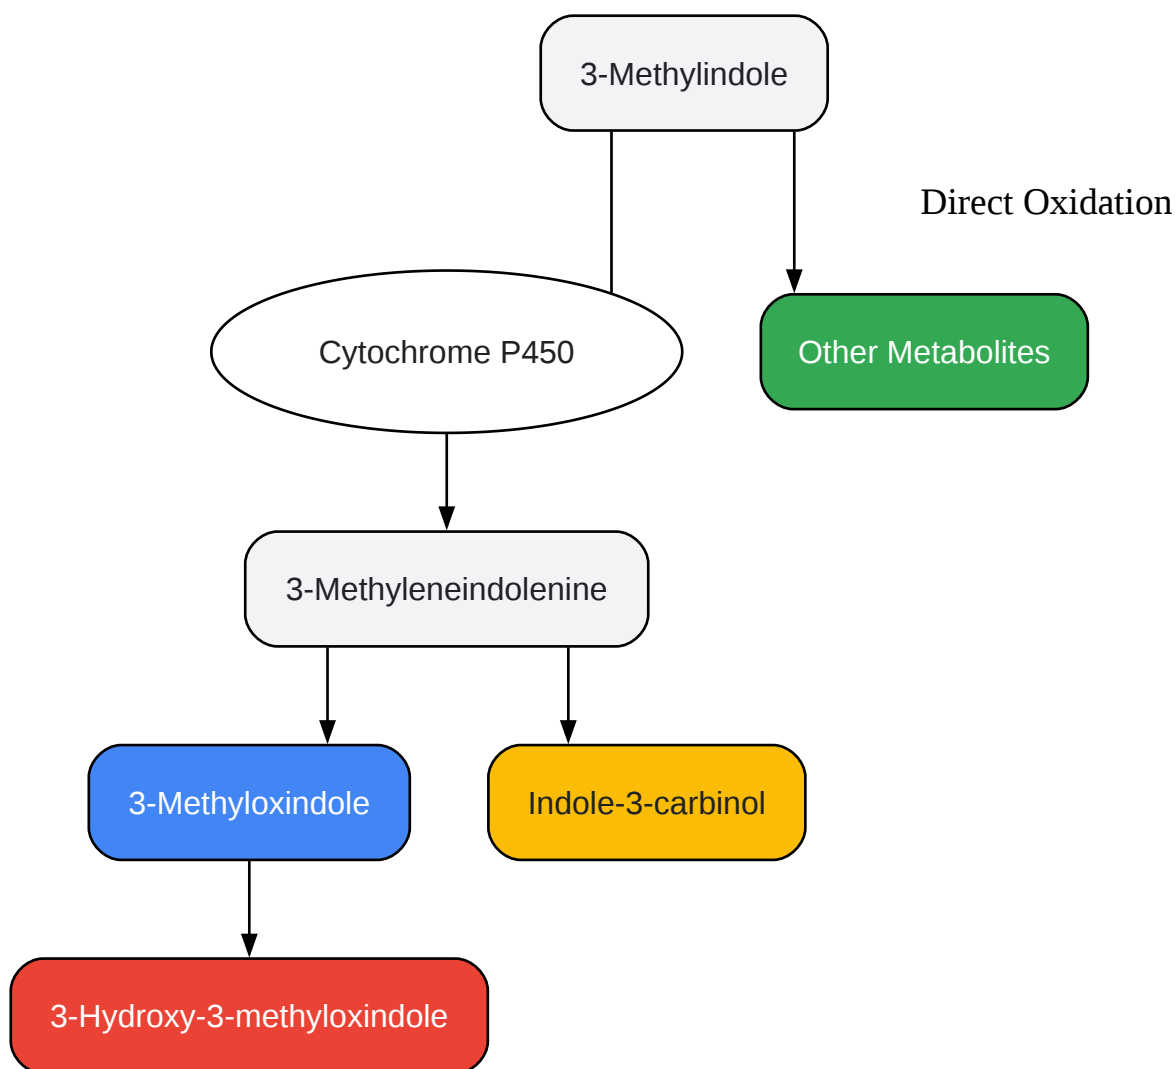 3-Methylindole
Direct Oxidation
Cytochrome P450
Other Metabolites
3-Methyleneindolenine
3-Methyloxindole
Indole-3-carbinol
3-Hydroxy-3-methyloxindole